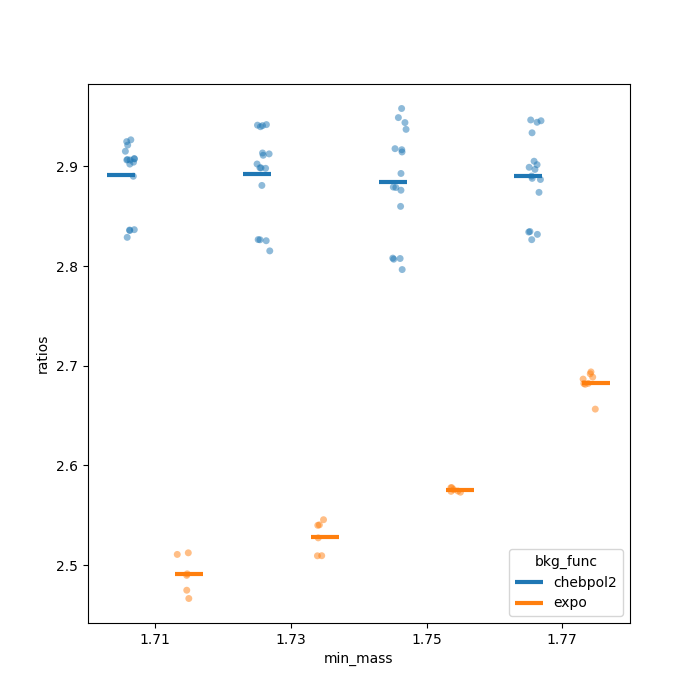 2.9
2.8
2.7
2.6
2.5
ratios
1.71
1.73
1.75
1.77
min_mass
bkg_func
chebpol2
expo